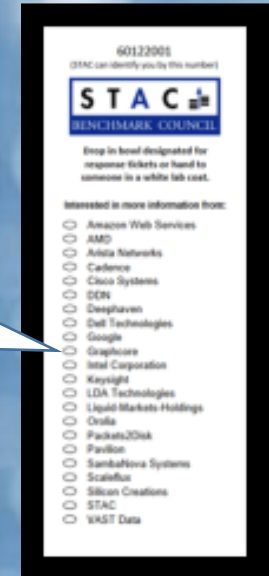 60122001
(STAC can identify you by this number)
STAC
BENCHMARK COUNCIL
Drop in bowl designated for
response tickets or hand to
someone in a white lab coat.
Interested in more information from:
Amazon Web Services
AMD
Arista Networks
Cadence
Cisco Systems
DDN
Deephaven
Dell Technologies
Google
Graphcore
Intel Corporation
Keysight
LDA Technologies
Liquid-Markets-Holdings
Orolia
Packets2Disk
Pavilion
SambaNova Systems
Scaleflux
Silicon Creations
STAC
VAST Data